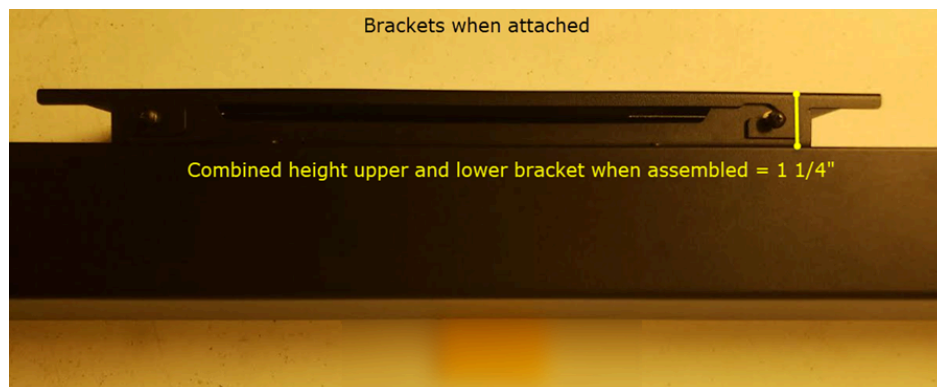 Brackets when attached
Combined height upper and lower bracket when assembled = 1 1/4"